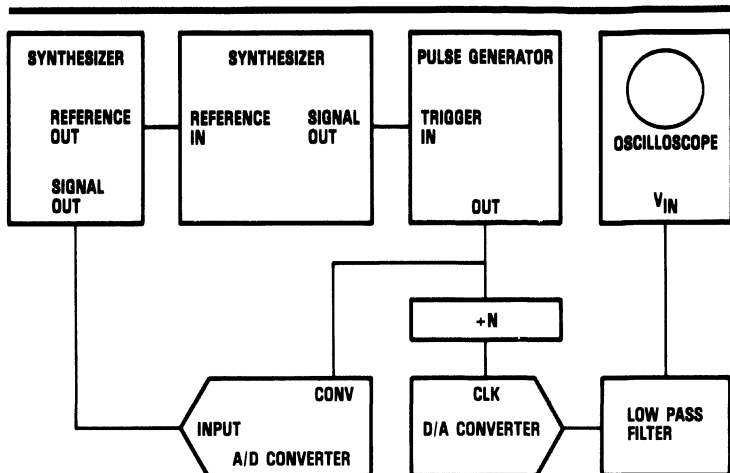 SYNTHESIZER
REFERENCE
OUT
SIGNAL
OUT
SYNTHESIZER
REFERENCE
IN
SIGNAL
OUT
PULSE GENERATOR
TRIGGER
IN
OUT
OSCILLOSCOPE
VIN
÷N
CONV
INPUT
A/D CONVERTER
CLK
D/A CONVERTER
LOW PASS
FILTER